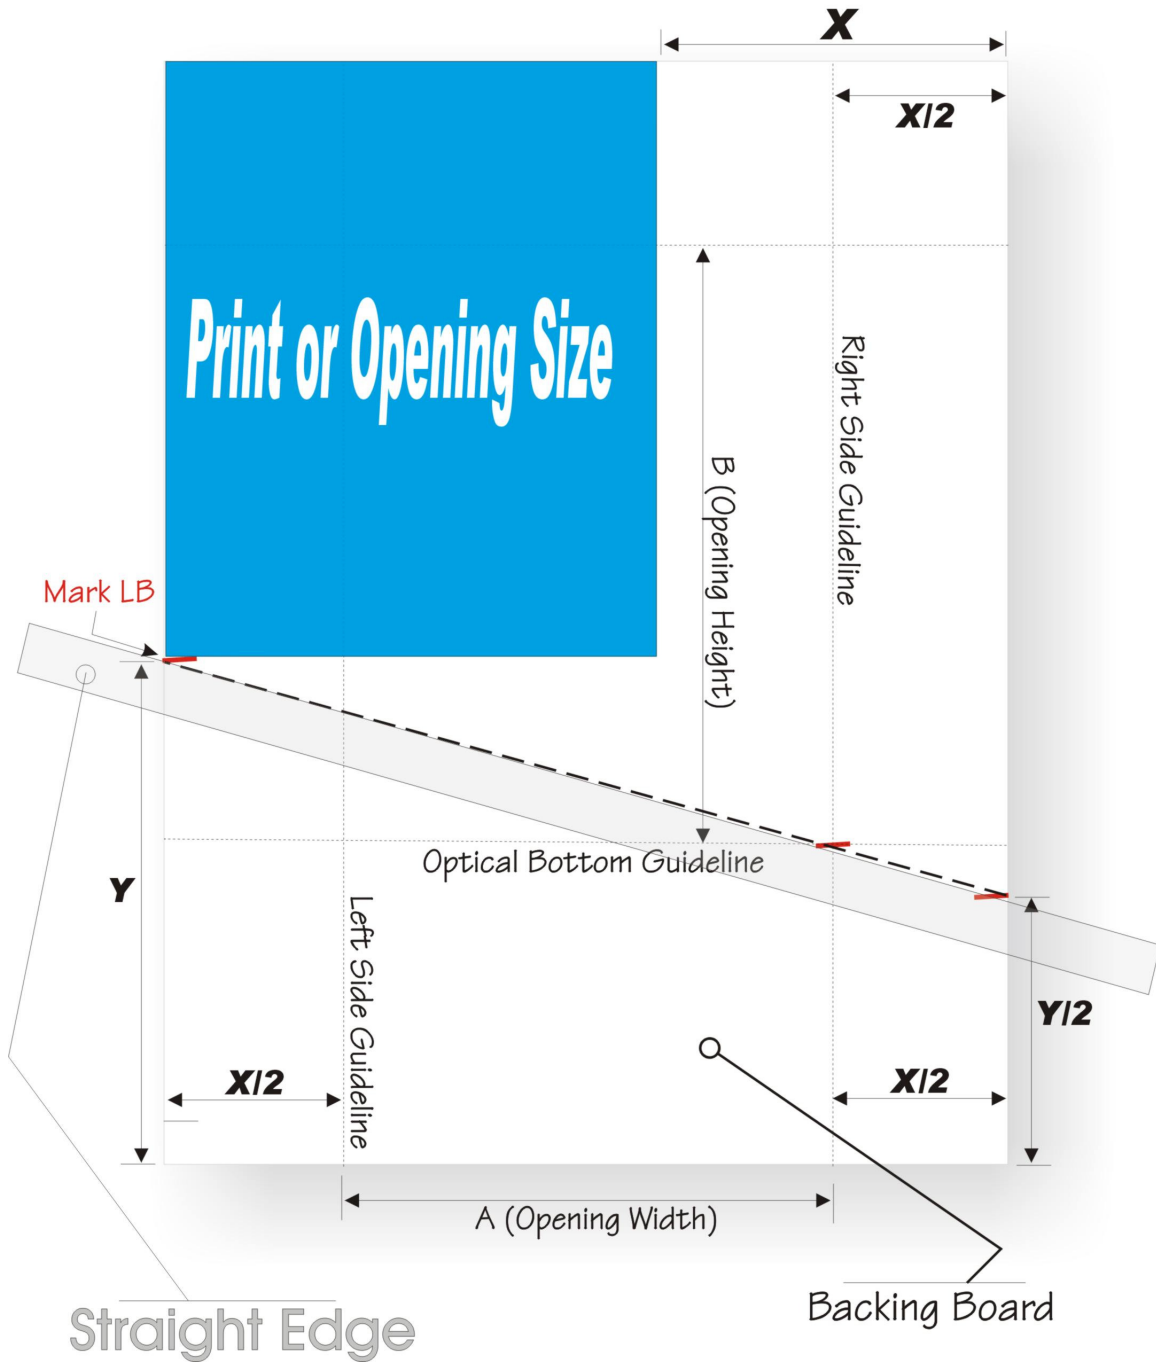 X
X/2
Print or Opening Size
Right Side Guideline
B (Opening Height)
Mark LB
Optical Bottom Guideline
Y
Left Side Guideline
Y/2
X/2
X/2
A (Opening Width)
Backing Board
Straight Edge